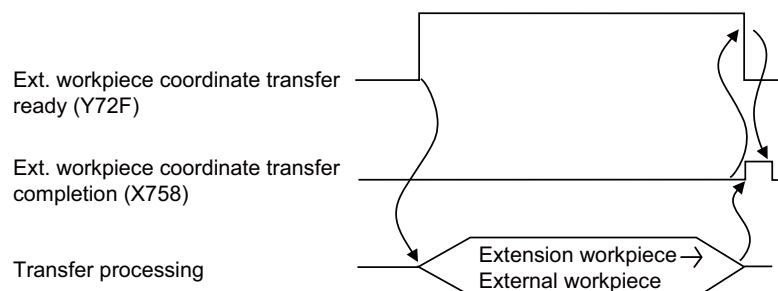 Ext. workpiece coordinate transfer
ready (Y72F)
Ext. workpiece coordinate transfer
completion (X758)
Transfer processing
Extension workpiece →
External workpiece